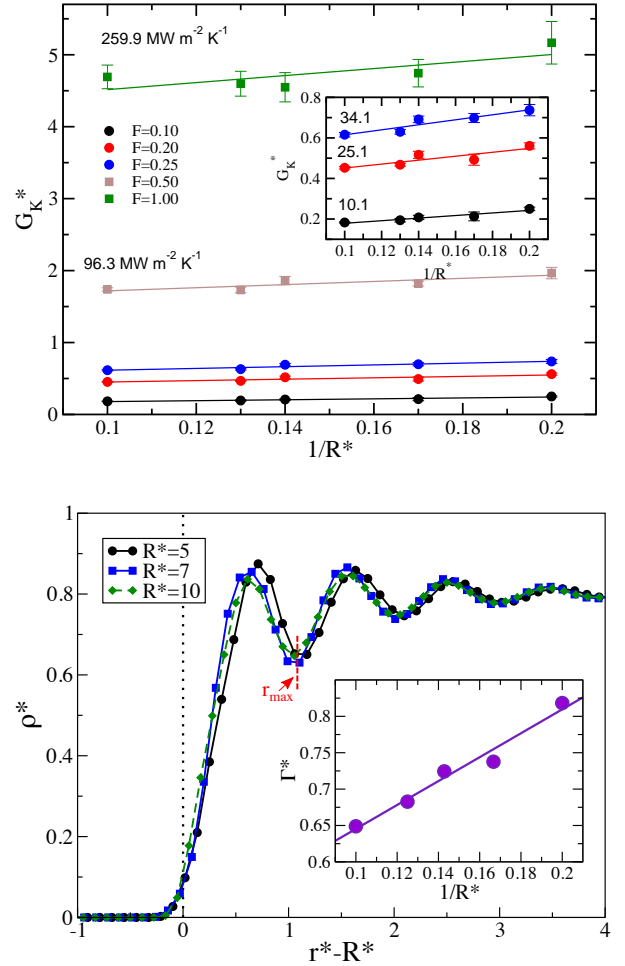 259.9 MW m⁻² K⁻¹
F=0.10
F=0.20
F=0.25
F=0.50
F=1.00
96.3 MW m⁻² K⁻¹
G_K*
5
4
3
2
1
0
0.1 0.12 0.14 0.16 0.18 0.2
1/R*
34.1
25.1
10.1
G_K*
0.8
0.6
0.4
0.2
0.1 0.12 0.14 0.16 0.18 0.2
1/R*
R*=5
R*=7
R*=10
r_max
ρ*
1
0.8
0.6
0.4
0.2
0
-1 0 1 2 3 4
r*-R*
Γ*
0.8
0.75
0.7
0.65
0.6
0.1 0.12 0.14 0.16 0.18 0.2
1/R*